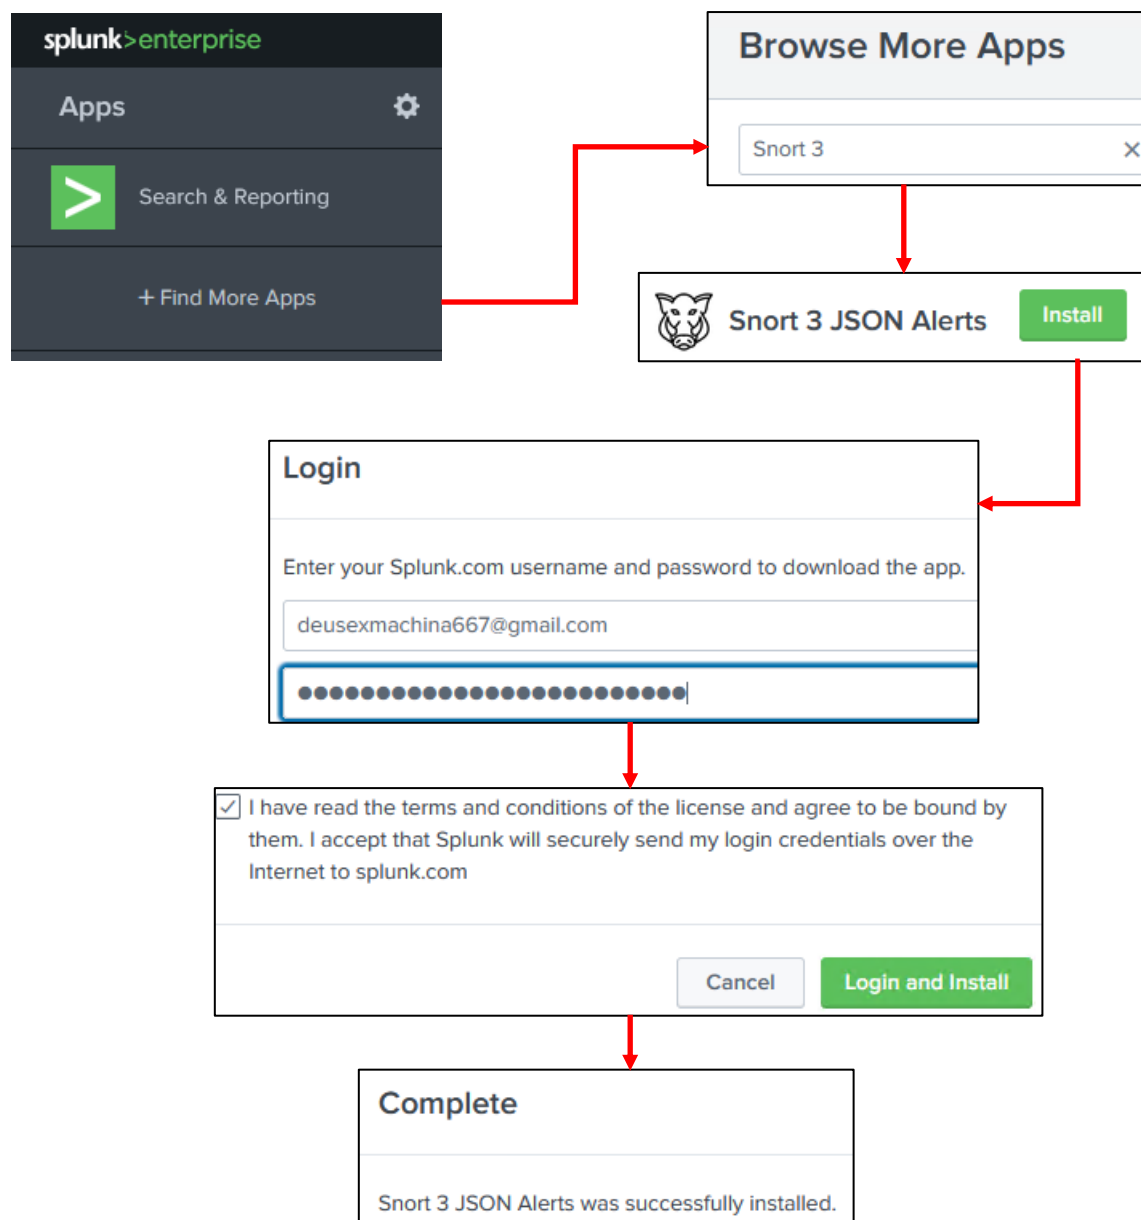 splunk>enterprise
Apps
Search & Reporting
+ Find More Apps
Browse More Apps
Snort 3
Snort 3 JSON Alerts
Install
Login
Enter your Splunk.com username and password to download the app.
deusexmachina667@gmail.com
I have read the terms and conditions of the license and agree to be bound by
them. I accept that Splunk will securely send my login credentials over the
Internet to splunk.com
Cancel
Login and Install
Complete
Snort 3 JSON Alerts was successfully installed.